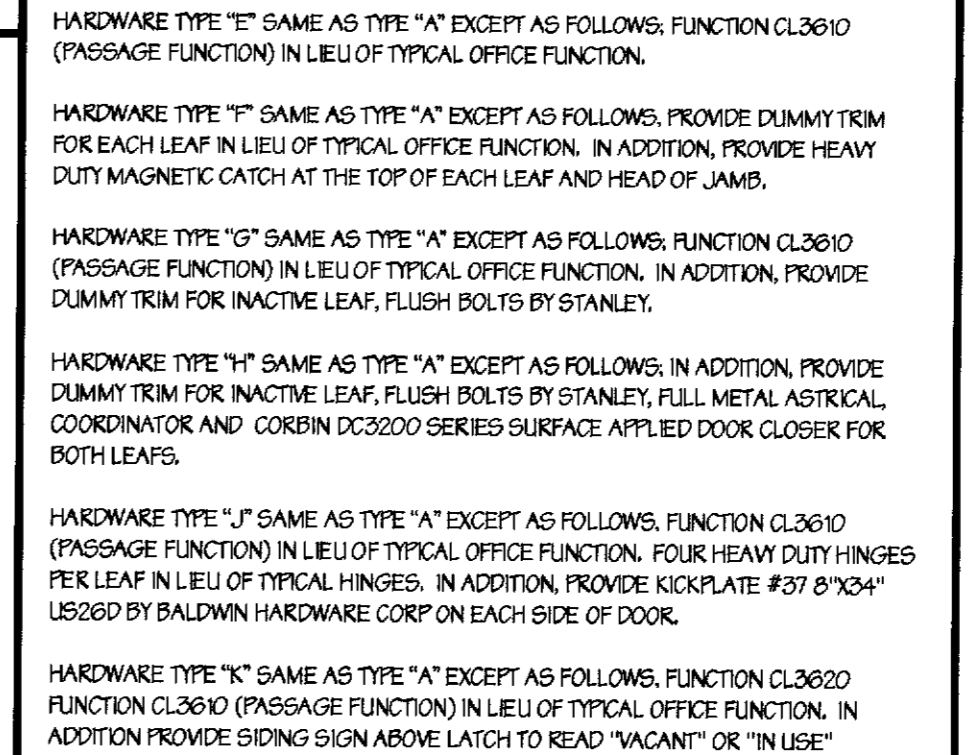 HARDWARE TYPE "E" SAME AS TYPE "A" EXCEPT AS FOLLOWS; FUNCTION CL3610
(PASSAGE FUNCTION) IN LIEU OF TYPICAL OFFICE FUNCTION.
HARDWARE TYPE "F" SAME AS TYPE "A" EXCEPT AS FOLLOWS. PROVIDE DUMMY TRIM
FOR EACH LEAF IN LIEU OF TYPICAL OFFICE FUNCTION. IN ADDITION, PROVIDE HEAVY
DUTY MAGNETIC CATCH AT THE TOP OF EACH LEAF AND HEAD OF JAMB.
HARDWARE TYPE "G" SAME AS TYPE "A" EXCEPT AS FOLLOWS; FUNCTION CL3610
(PASSAGE FUNCTION) IN LIEU OF TYPICAL OFFICE FUNCTION. IN ADDITION, PROVIDE
DUMMY TRIM FOR INACTIVE LEAF, FLUSH BOLTS BY STANLEY.
HARDWARE TYPE "H" SAME AS TYPE "A" EXCEPT AS FOLLOWS; IN ADDITION, PROVIDE
DUMMY TRIM FOR INACTIVE LEAF, FLUSH BOLTS BY STANLEY, FULL METAL ASTRICAL,
COORDINATOR AND CORBIN DC3200 SERIES SURFACE APPLIED DOOR CLOSER FOR
BOTH LEAFS.
HARDWARE TYPE "J" SAME AS TYPE "A" EXCEPT AS FOLLOWS. FUNCTION CL3610
(PASSAGE FUNCTION) IN LIEU OF TYPICAL OFFICE FUNCTION. FOUR HEAVY DUTY HINGES
PER LEAF IN LIEU OF TYPICAL HINGES. IN ADDITION, PROVIDE KICKPLATE #37 8"X34"
US26D BY BALDWIN HARDWARE CORP ON EACH SIDE OF DOOR.
HARDWARE TYPE "K" SAME AS TYPE "A" EXCEPT AS FOLLOWS. FUNCTION CL3620
FUNCTION CL3610 (PASSAGE FUNCTION) IN LIEU OF TYPICAL OFFICE FUNCTION. IN
ADDITION PROVIDE SIDING SIGN ABOVE LATCH TO READ "VACANT" OR "IN USE"